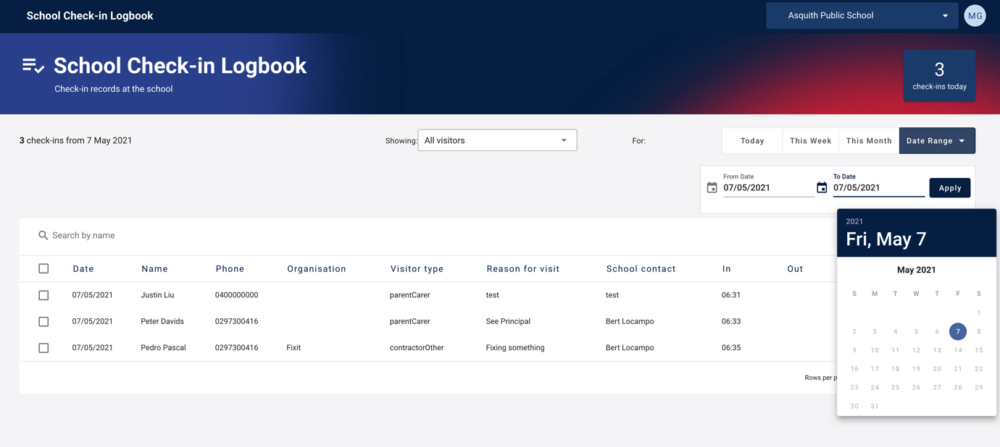 School Check-in Logbook
Asquith Public School
MG
School Check-in Logbook
Check-in records at the school
3
check-ins today
3 check-ins from 7 May 2021
Showing: All visitors
For:
Today This Week This Month Date Range
From Date To Date
07/05/2021 07/05/2021 Apply
Search by name
Date Name Phone Organisation Visitor type Reason for visit School contact In Out
07/05/2021 Justin Liu 0400000000 parentCarer test test 06:31
07/05/2021 Peter Davids 0297300416 parentCarer See Principal Bert Locampo 06:33
07/05/2021 Pedro Pascal 0297300416 Fixit contractorOther Fixing something Bert Locampo 06:35
Rows per p
2021
Fri, May 7
May 2021
S M T W T F S
1
2 3 4 5 6 7 8
9 10 11 12 13 14 15
16 17 18 19 20 21 22
23 24 25 26 27 28 29
30 31